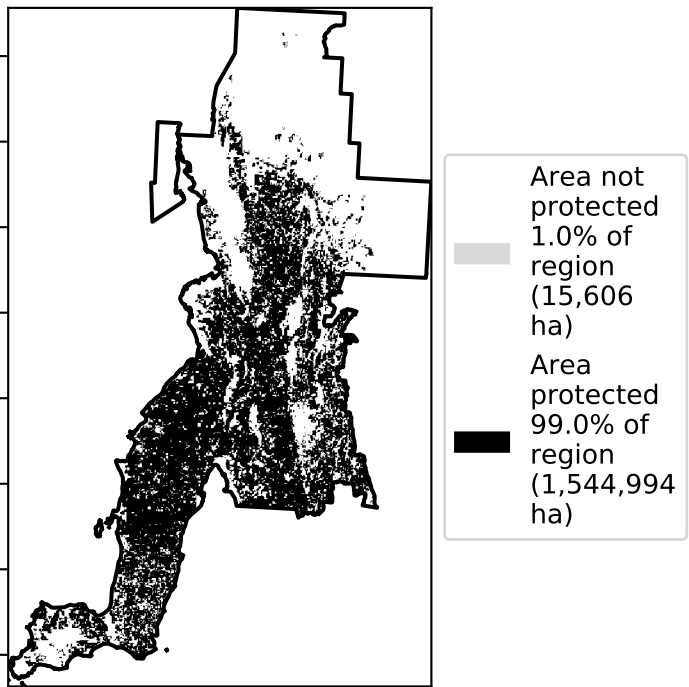 Area not
protected
1.0% of
region
(15,606
ha)
Area
protected
99.0% of
region
(1,544,994
ha)